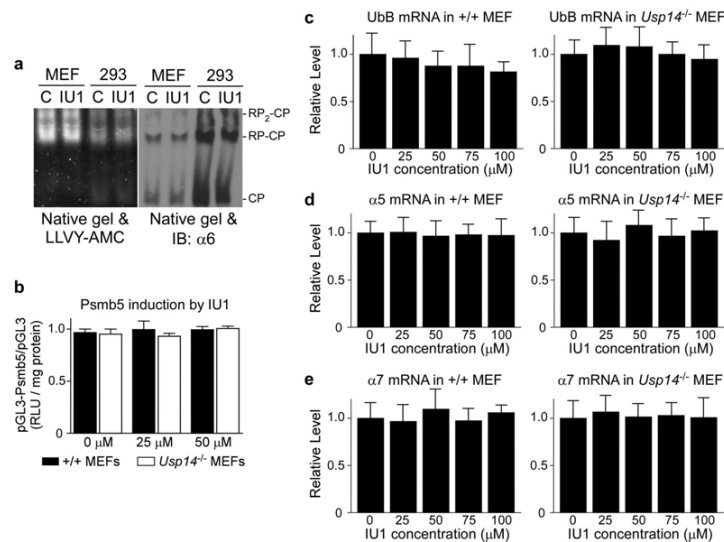 a
MEF 293
C IU1 C IU1
MEF 293
C IU1 C IU1
RP2-CP
RP-CP
CP
Native gel &
LLVY-AMC
Native gel &
IB: α6
b
Psmb5 induction by IU1
pGL3-Psmb5/pGL3
(RLU / mg protein)
1.0
0.5
0
0 μM 25 μM 50 μM
+/+ MEFs Usp14-/- MEFs
c
UbB mRNA in +/+ MEF
Relative Level
1.0
0.5
0 25 50 75 100
IU1 concentration (μM)
UbB mRNA in Usp14-/- MEF
1.0
0.5
0 25 50 75 100
IU1 concentration (μM)
d
α5 mRNA in +/+ MEF
Relative Level
1.0
0.5
0
0 25 50 75 100
IU1 concentration (μM)
α5 mRNA in Usp14-/- MEF
1.0
0.5
0
0 25 50 75 100
IU1 concentration (μM)
e
α7 mRNA in +/+ MEF
Relative Level
1.0
0.5
0
0 25 50 75 100
IU1 concentration (μM)
α7 mRNA in Usp14-/- MEF
1.0
0.5
0
0 25 50 75 100
IU1 concentration (μM)